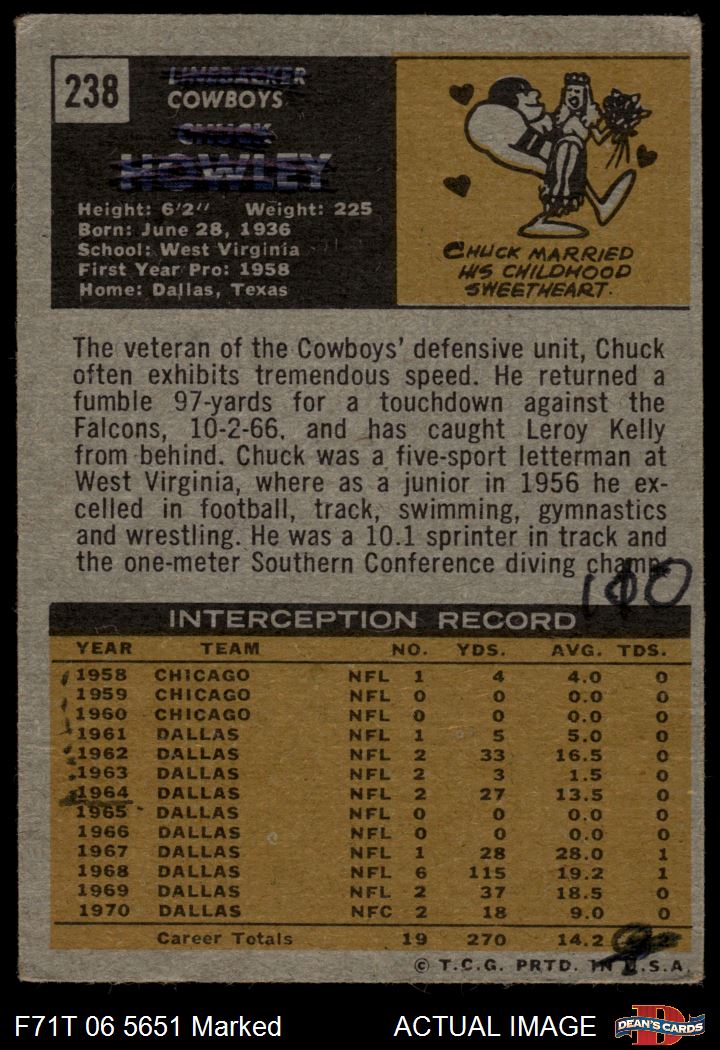 238
LINEBACKER
COWBOYS
CHUCK
HOWLEY
Height: 6'2" Weight: 225
Born: June 28, 1936
School: West Virginia
First Year Pro: 1958
Home: Dallas, Texas
CHUCK MARRIED
HIS CHILDHOOD
SWEETHEART.
The veteran of the Cowboys' defensive unit, Chuck
often exhibits tremendous speed. He returned a
fumble 97-yards for a touchdown against the
Falcons, 10-2-66, and has caught Leroy Kelly
from behind. Chuck was a five-sport letterman at
West Virginia, where as a junior in 1956 he ex-
celled in football, track, swimming, gymnastics
and wrestling. He was a 10.1 sprinter in track and
the one-meter Southern Conference diving champ.
100
INTERCEPTION RECORD
YEAR TEAM NO. YDS. AVG. TDS.
1958 CHICAGO NFL 1 4 4.0 0
1959 CHICAGO NFL 0 0 0.0 0
1960 CHICAGO NFL 0 0 0.0 0
1961 DALLAS NFL 1 5 5.0 0
1962 DALLAS NFL 2 33 16.5 0
1963 DALLAS NFL 2 3 1.5 0
1964 DALLAS NFL 2 27 13.5 0
1965 DALLAS NFL 0 0 0.0 0
1966 DALLAS NFL 0 0 0.0 0
1967 DALLAS NFL 1 28 28.0 1
1968 DALLAS NFL 6 115 19.2 1
1969 DALLAS NFL 2 37 18.5 0
1970 DALLAS NFC 2 18 9.0 0
Career Totals 19 270 14.2 2
© T.C.G. PRTD. IN U.S.A.
F71T 06 5651 Marked ACTUAL IMAGE
DEAN'S CARDS